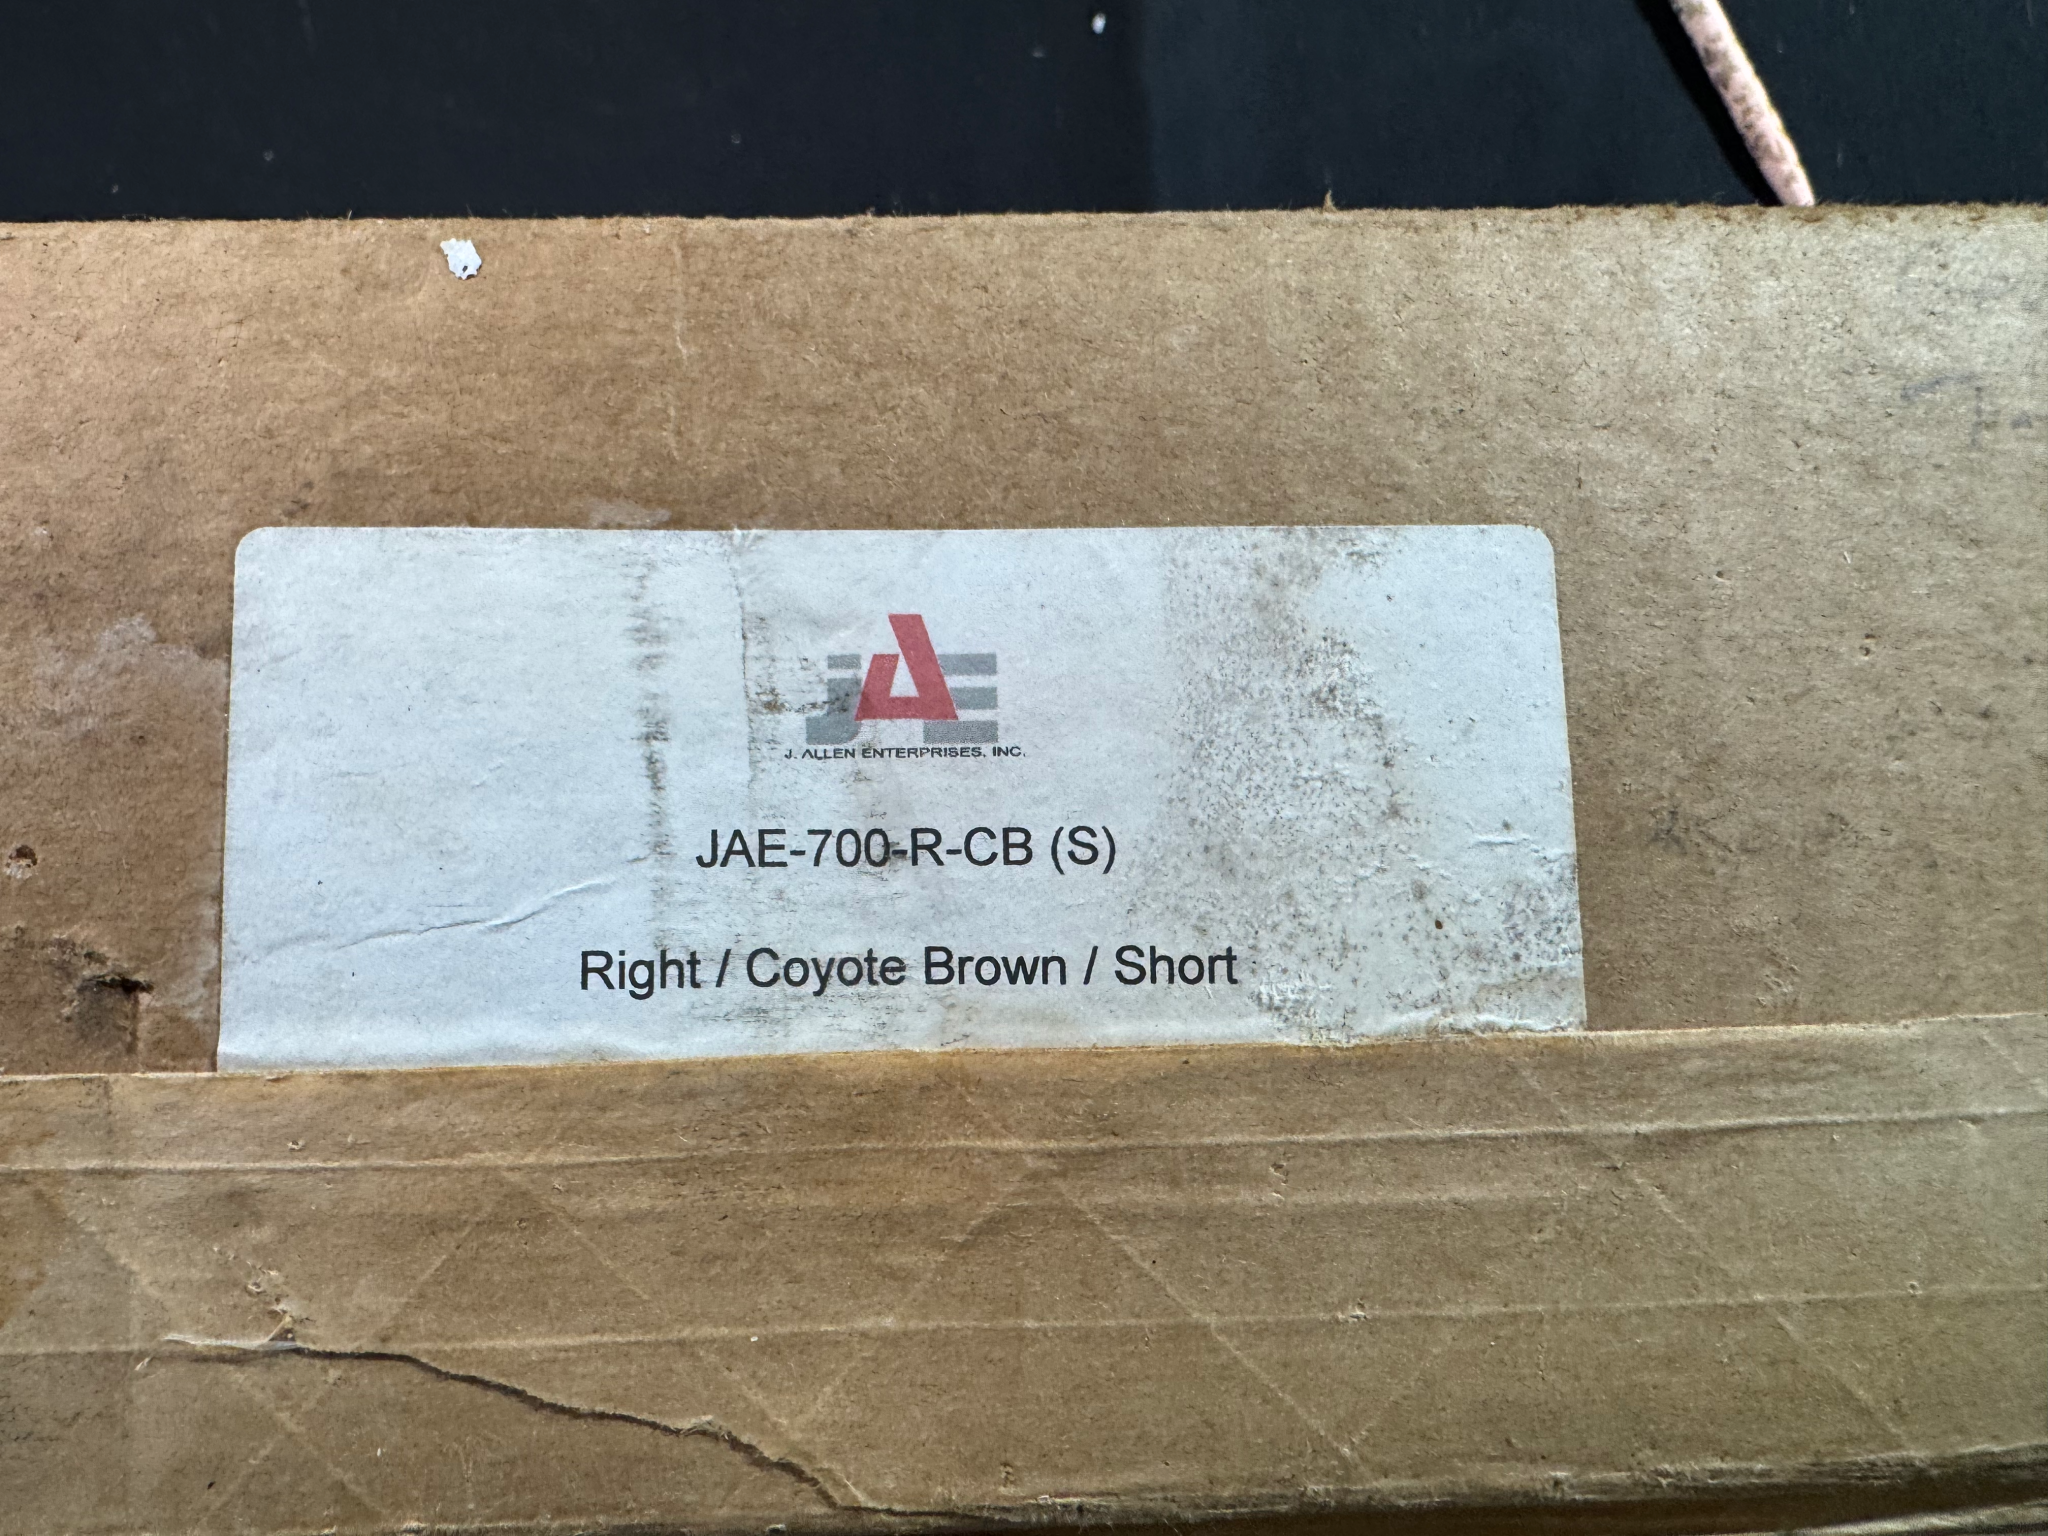 JAE
J. ALLEN ENTERPRISES, INC.
JAE-700-R-CB (S)
Right / Coyote Brown / Short